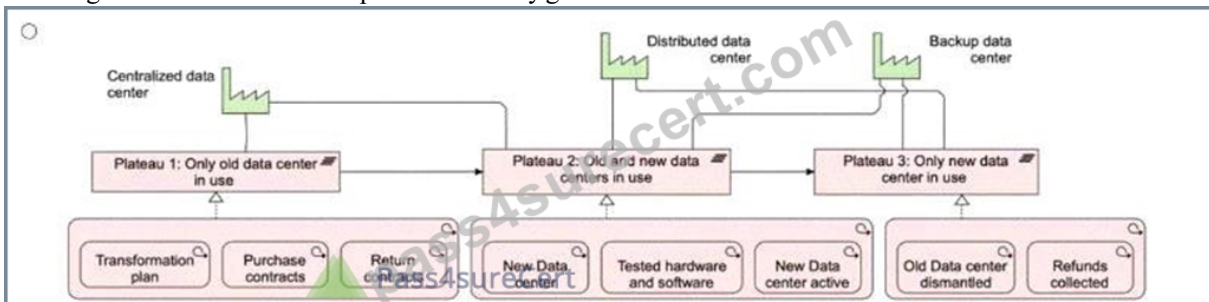 Distributed data
center
Backup data
center
Centralized data
center
Plateau 1: Only old data center
in use
Plateau 2: Old and new data
centers in use
Plateau 3: Only new data
center in use
Transformation
plan
Purchase
contracts
Return
contracts
New Data
center
Tested hardware
and software
New Data
center active
Old Data center
dismantled
Refunds
collected
pass4surecert.com
Pass4sureCert